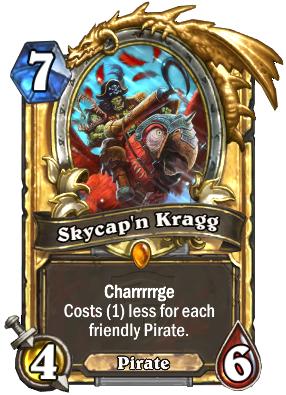 7
Skycap'n Kragg
Charrrrrge
Costs (1) less for each
friendly Pirate.
4
Pirate
6